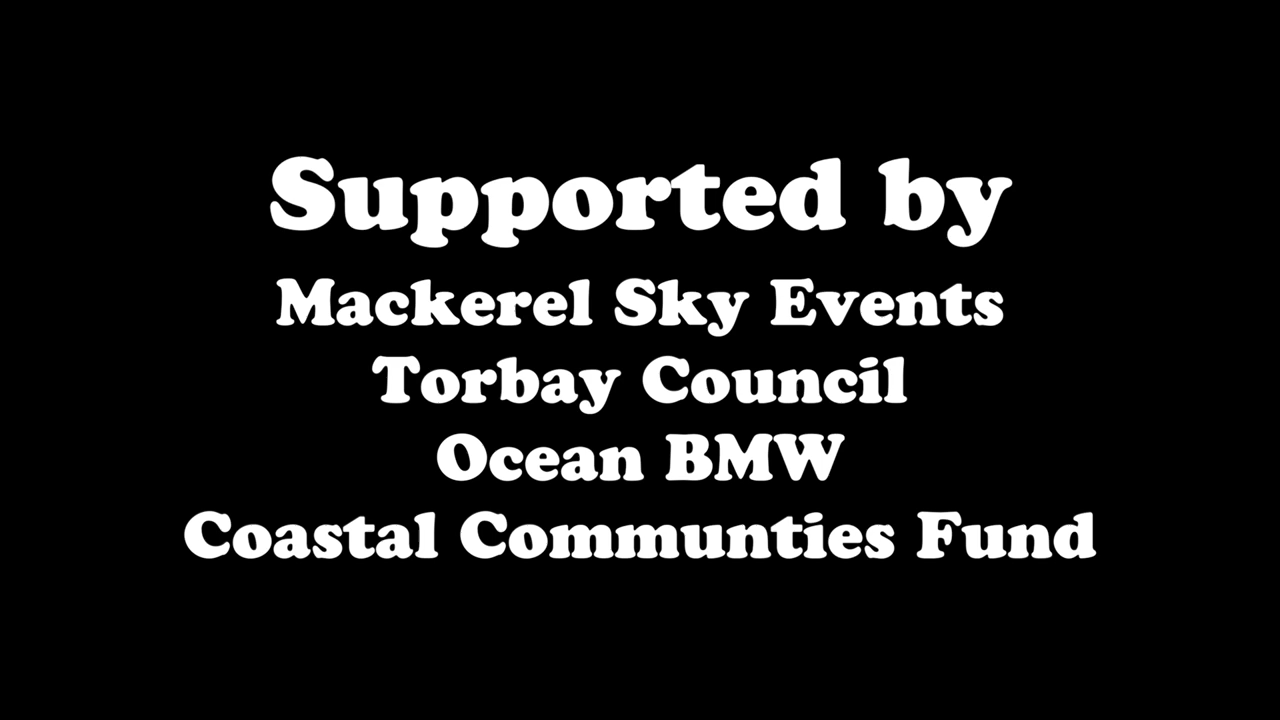 Supported by
Mackerel Sky Events
Torbay Council
Ocean BMW
Coastal Communties Fund